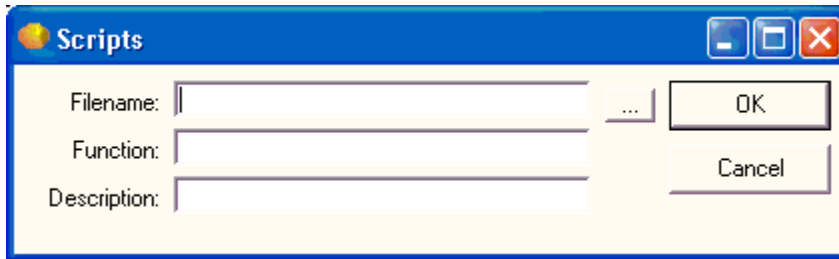 Scripts
Filename: ... OK
Function:
Cancel
Description: